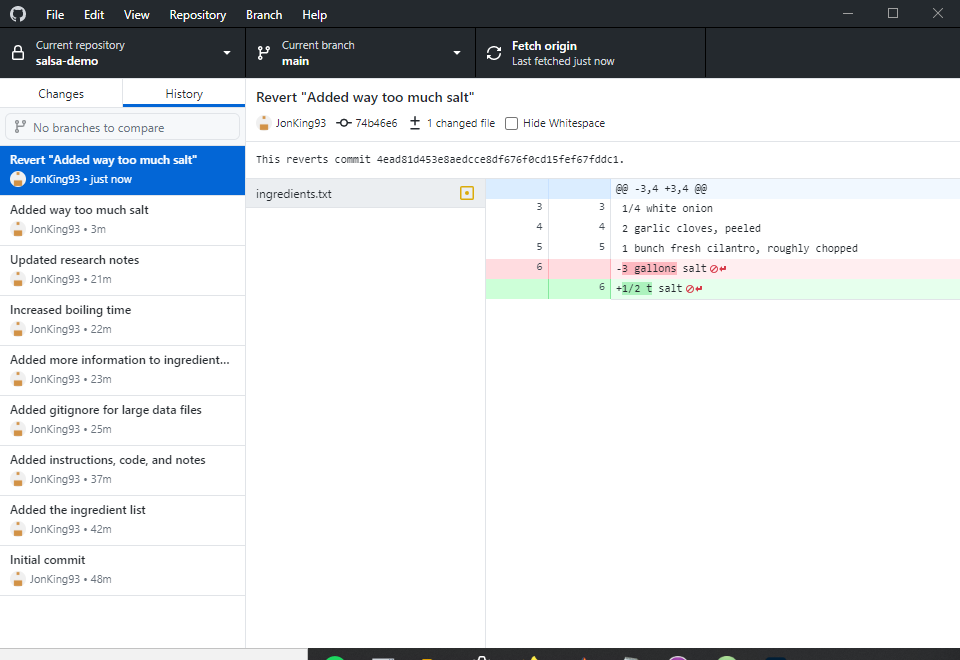 File Edit View Repository Branch Help
Current repository
salsa-demo
Current branch
main
Fetch origin
Last fetched just now
Changes History
No branches to compare
Revert "Added way too much salt"
JonKing93 • just now
Added way too much salt
JonKing93 • 3m
Updated research notes
JonKing93 • 21m
Increased boiling time
JonKing93 • 22m
Added more information to ingredient...
JonKing93 • 23m
Added gitignore for large data files
JonKing93 • 25m
Added instructions, code, and notes
JonKing93 • 37m
Added the ingredient list
JonKing93 • 42m
Initial commit
JonKing93 • 48m
Revert "Added way too much salt"
JonKing93 74b46e6 1 changed file Hide Whitespace
This reverts commit 4ead81d453e8aedcce8df676f0cd15fef67fddc1.
ingredients.txt
@@ -3,4 +3,4 @@
3 3 1/4 white onion
4 4 2 garlic cloves, peeled
5 5 1 bunch fresh cilantro, roughly chopped
6 -3 gallons salt
6 +1/2 t salt